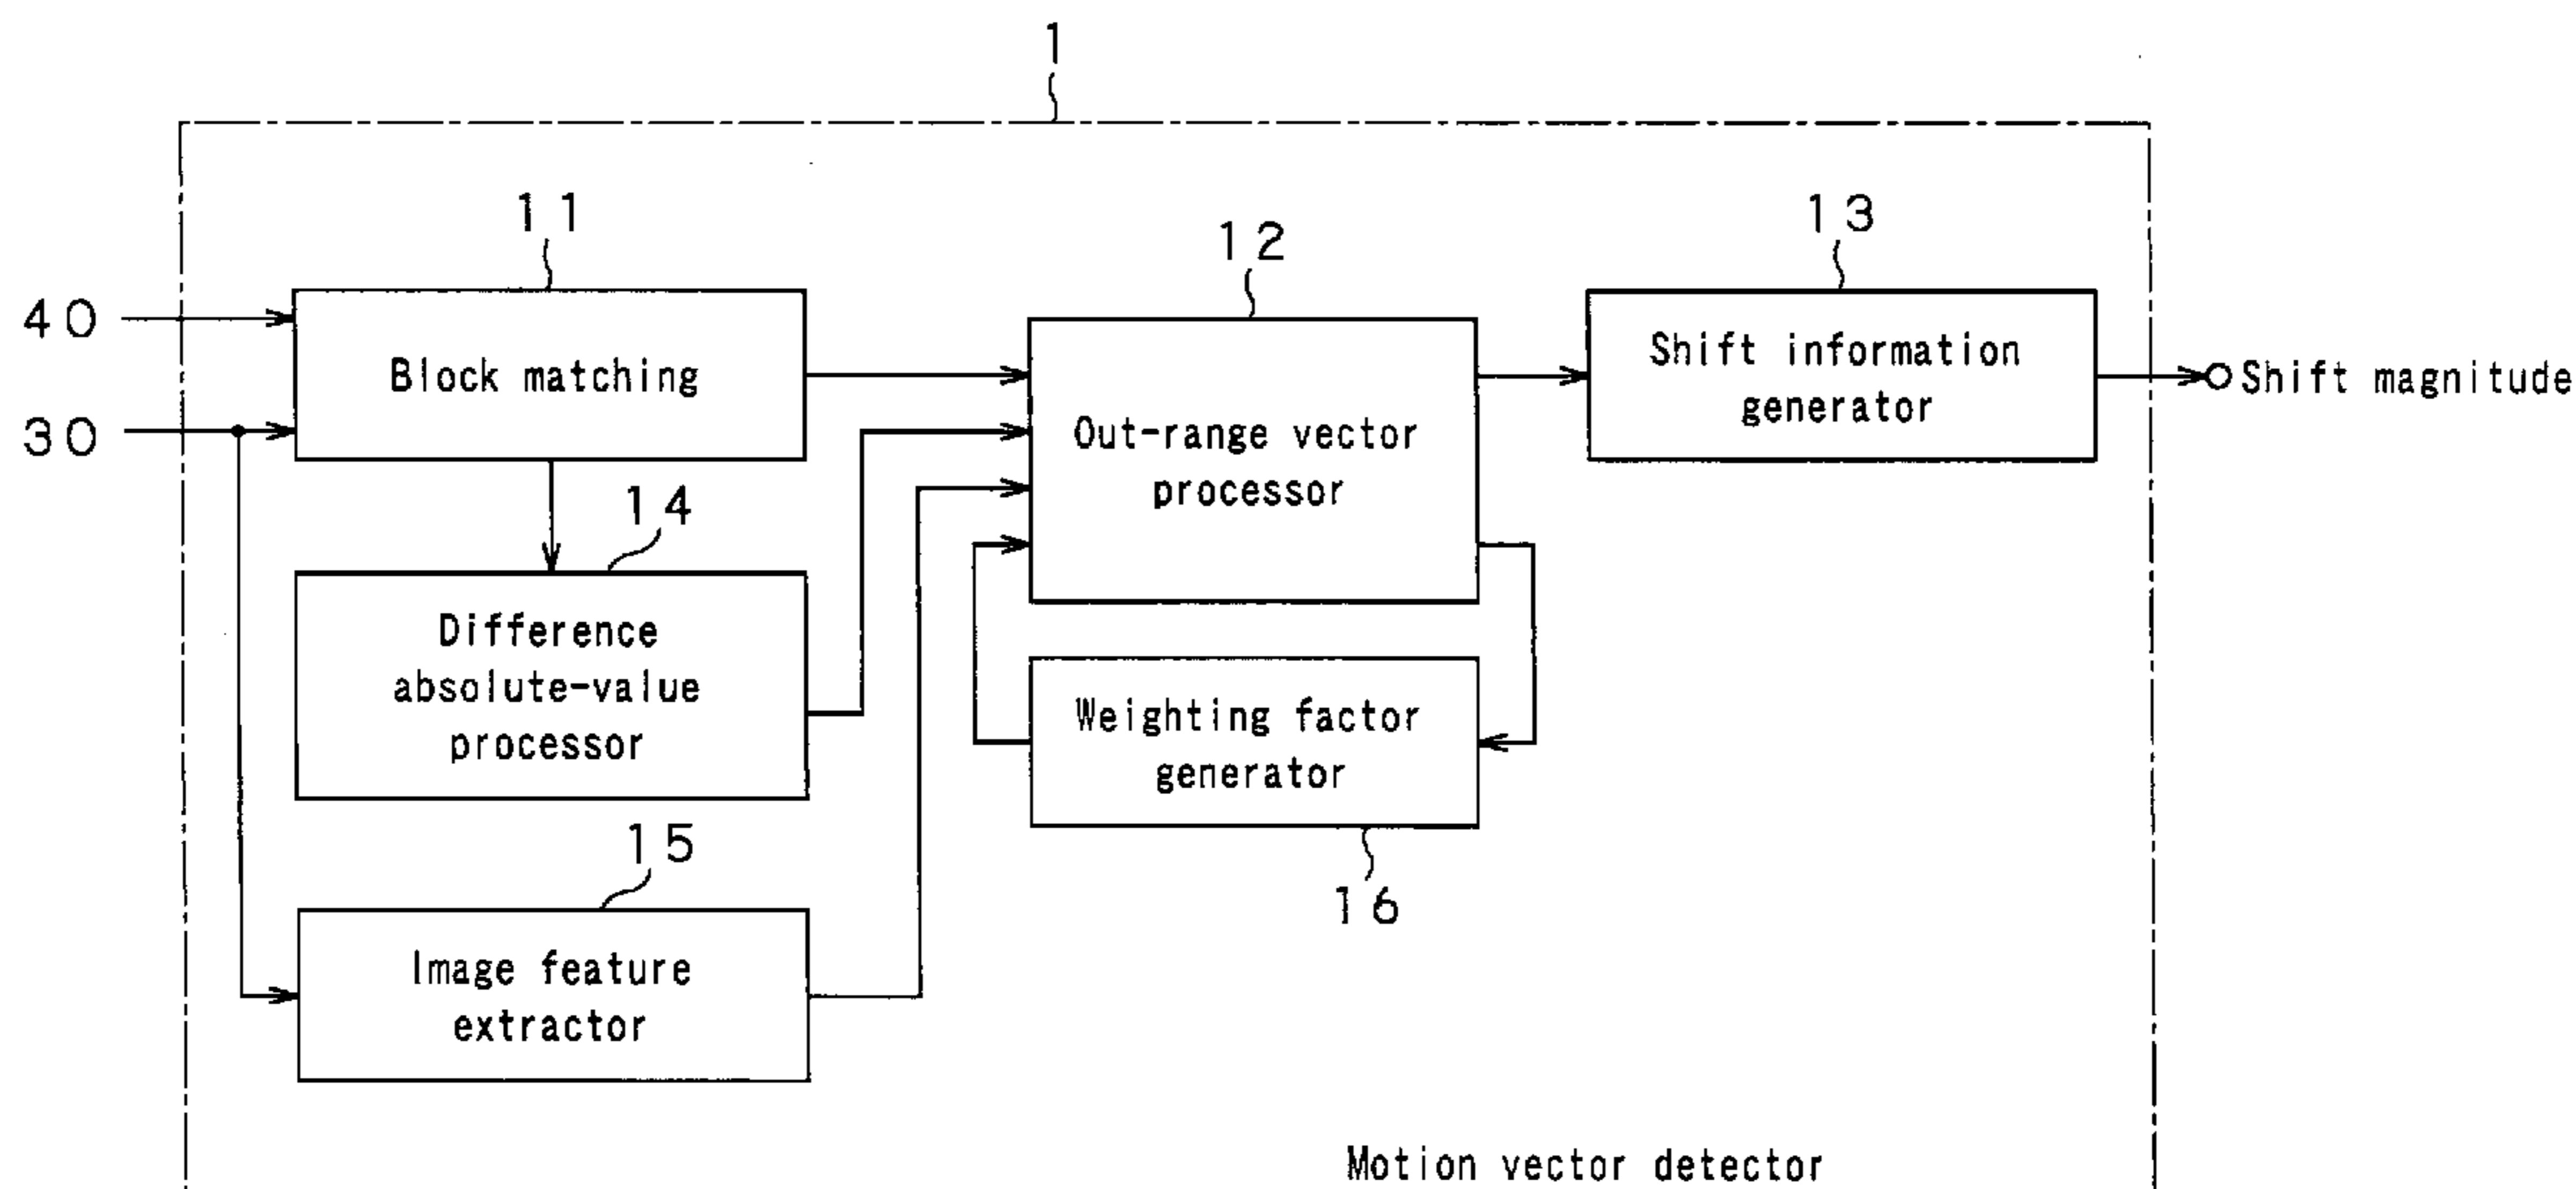 1
11
12
13
40
30
Block matching
Out-range vector
processor
Shift information
generator
Shift magnitude
14
Difference
absolute-value
processor
Weighting factor
generator
16
15
Image feature
extractor
Motion vector detector